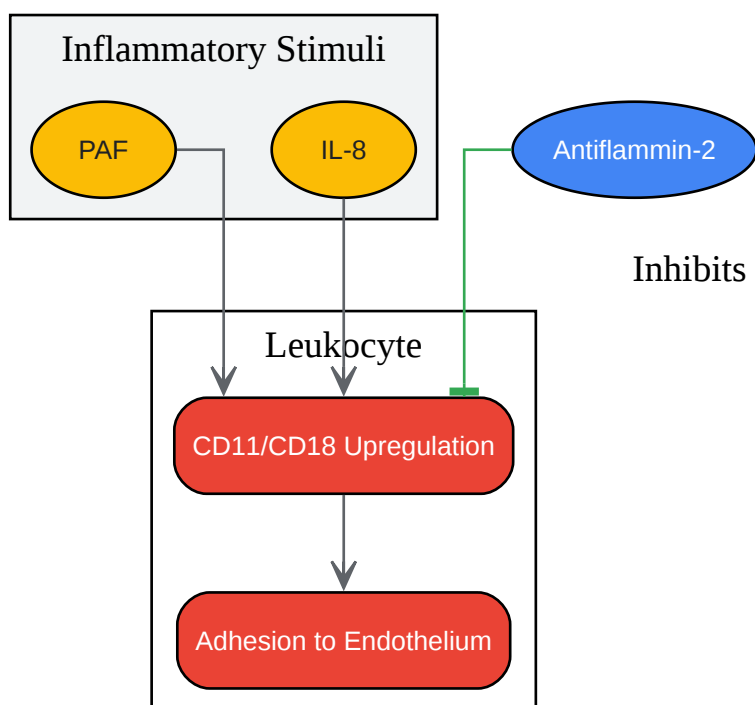 Inflammatory Stimuli
PAF
IL-8
Antiflammin-2
Inhibits
Leukocyte
CD11/CD18 Upregulation
Adhesion to Endothelium